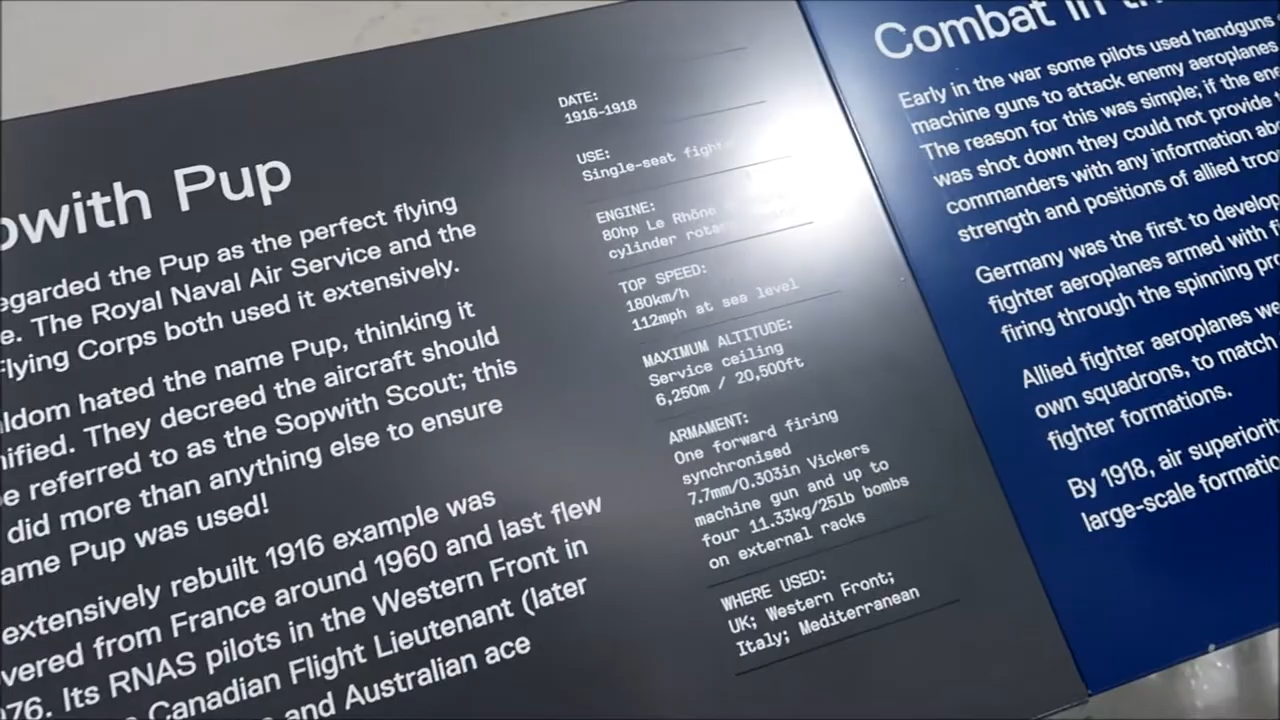 Pup
regarded the Pup as the perfect flying
The Royal Naval Air Service and the
Flying Corps both used it extensively.
hated the name Pup, thinking it
They decreed the aircraft should
be referred to as the Sopwith Scout; this
did more than anything else to ensure
name Pup was used!
extensively rebuilt 1916 example was
from France around 1960 and last flew
Its RNAS pilots in the Western Front in
Canadian Flight Lieutenant (later
and Australian ace
DATE:
1916-1918
USE:
Single-seat
ENGINE:
80hp Le Rhône
cylinder
TOP SPEED:
180km/h
112mph at sea level
MAXIMUM ALTITUDE:
Service ceiling
6,250m / 20,500ft
ARMAMENT:
One forward firing
synchronised
7.7mm/0.303in Vickers
machine gun and up to
four 11.33kg/25lb bombs
on external racks
WHERE USED:
UK; Western Front;
Italy; Mediterranean
Combat in
Early in the war some pilots used handguns
machine guns to attack enemy aeroplanes
The reason for this was simple; if the
was shot down they could not provide
commanders with any information
strength and positions of allied
Germany was the first to develop
fighter aeroplanes armed with
firing through the spinning
Allied fighter aeroplanes
own squadrons, to match
fighter formations.
By 1918, air
large-scale